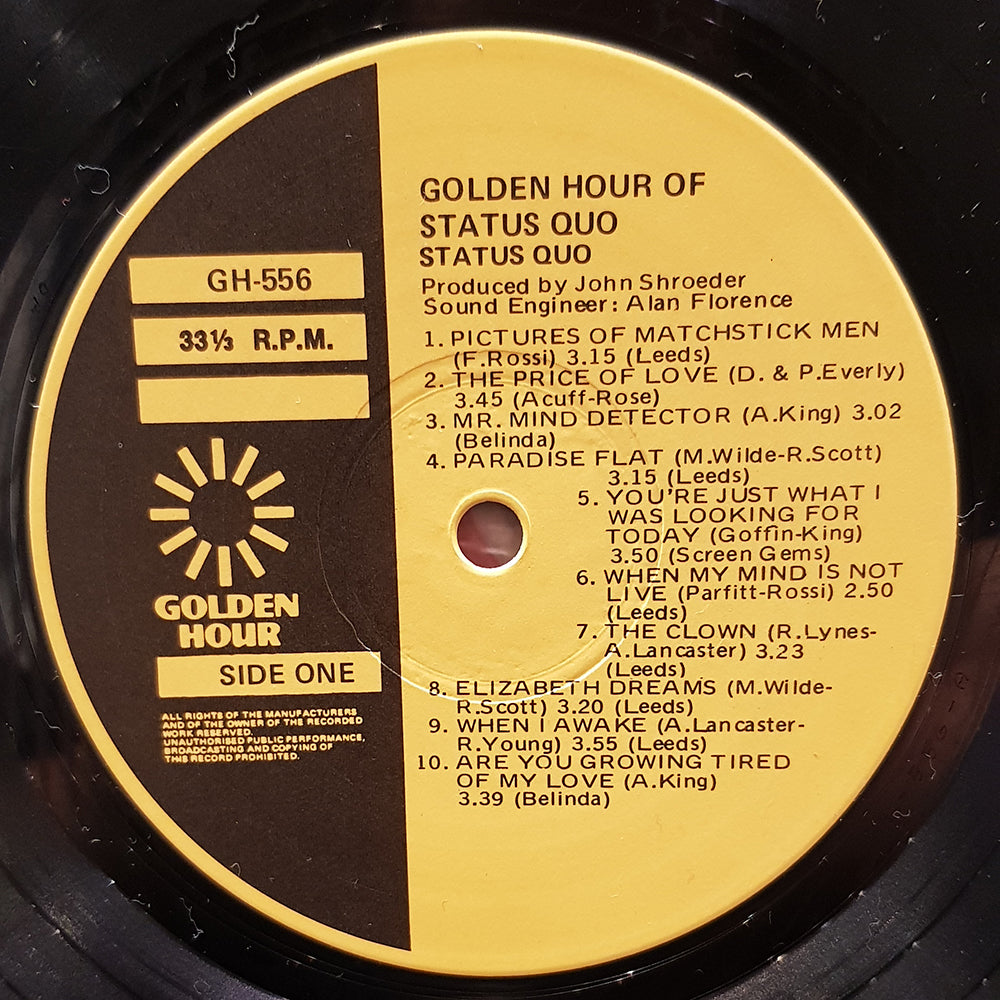 GOLDEN HOUR OF
STATUS QUO
STATUS QUO
Produced by John Shroeder
Sound Engineer: Alan Florence
1. PICTURES OF MATCHSTICK MEN
(F.Rossi) 3.15 (Leeds)
2. THE PRICE OF LOVE (D. & P.Everly)
3.45 (Acuff-Rose)
3. MR. MIND DETECTOR (A.King) 3.02
(Belinda)
4. PARADISE FLAT (M.Wilde-R.Scott)
3.15 (Leeds)
5. YOU'RE JUST WHAT I
WAS LOOKING FOR
TODAY (Goffin-King)
3.50 (Screen Gems)
6. WHEN MY MIND IS NOT
LIVE (Parfitt-Rossi) 2.50
(Leeds)
7. THE CLOWN (R.Lynes-
A.Lancaster) 3.23
(Leeds)
8. ELIZABETH DREAMS (M.Wilde-
R.Scott) 3.20 (Leeds)
9. WHEN I AWAKE (A.Lancaster-
R.Young) 3.55 (Leeds)
10. ARE YOU GROWING TIRED
OF MY LOVE (A.King)
3.39 (Belinda)
GH-556
33⅓ R.P.M.
GOLDEN
HOUR
SIDE ONE
ALL RIGHTS OF THE MANUFACTURERS
AND OF THE OWNER OF THE RECORDED
WORK RESERVED.
UNAUTHORISED PUBLIC PERFORMANCE,
BROADCASTING AND COPYING OF
THIS RECORD PROHIBITED.